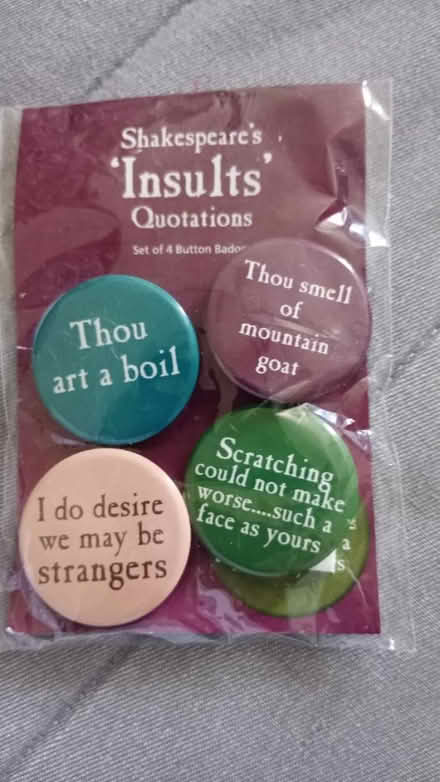 Shakespeare's
'Insults'
Quotations
Set of 4 Button
Thou
art a boil
Thou smell
of
mountain
goat
I do desire
we may be
strangers
Scratching
could not make
worse....such a
face as yours
a
s